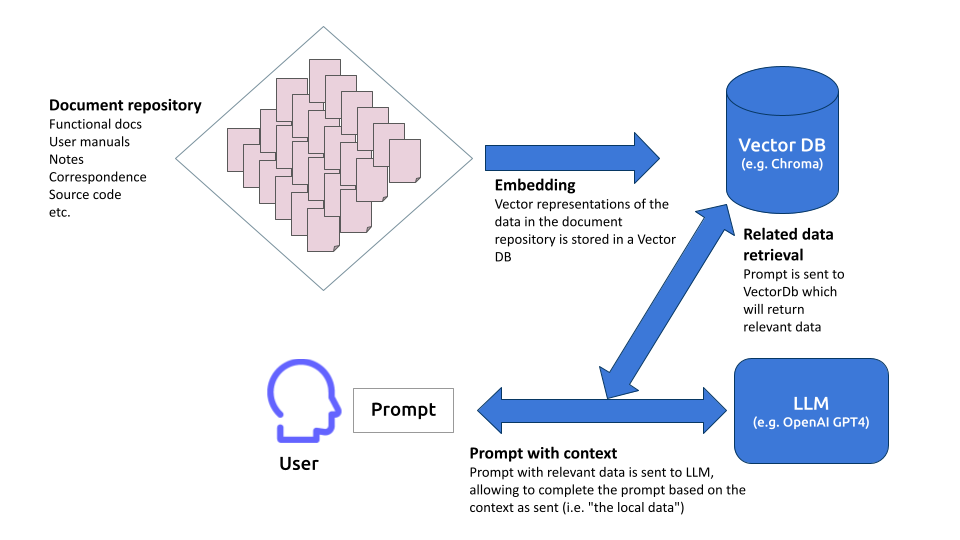 Document repository
Functional docs
User manuals
Notes
Correspondence
Source code
etc.
Embedding
Vector representations of the
data in the document
repository is stored in a Vector
DB
Vector DB
(e.g. Chroma)
Related data
retrieval
Prompt is sent to
VectorDb which
will return
relevant data
User
Prompt
Prompt with context
Prompt with relevant data is sent to LLM,
allowing to complete the prompt based on the
context as sent (i.e. "the local data")
LLM
(e.g. OpenAI GPT4)